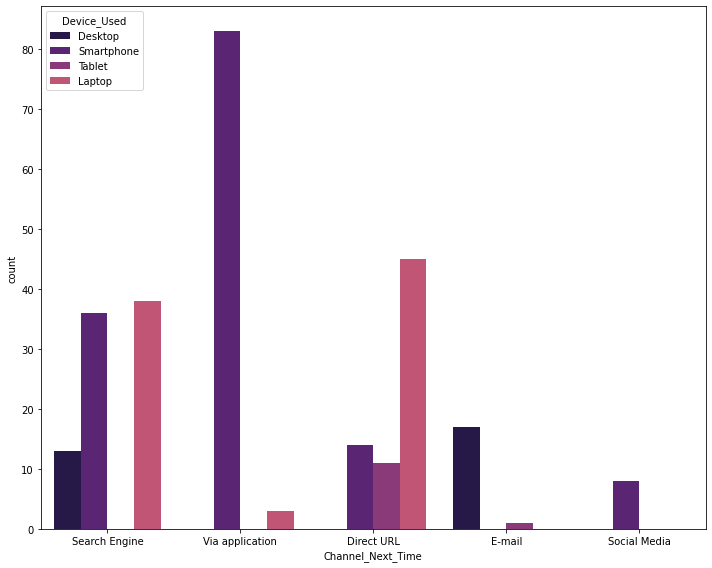 Device_Used
Desktop
Smartphone
Tablet
Laptop
80
70
60
50
40
30
20
10
0
count
Search Engine Via application Direct URL E-mail Social Media
Channel_Next_Time